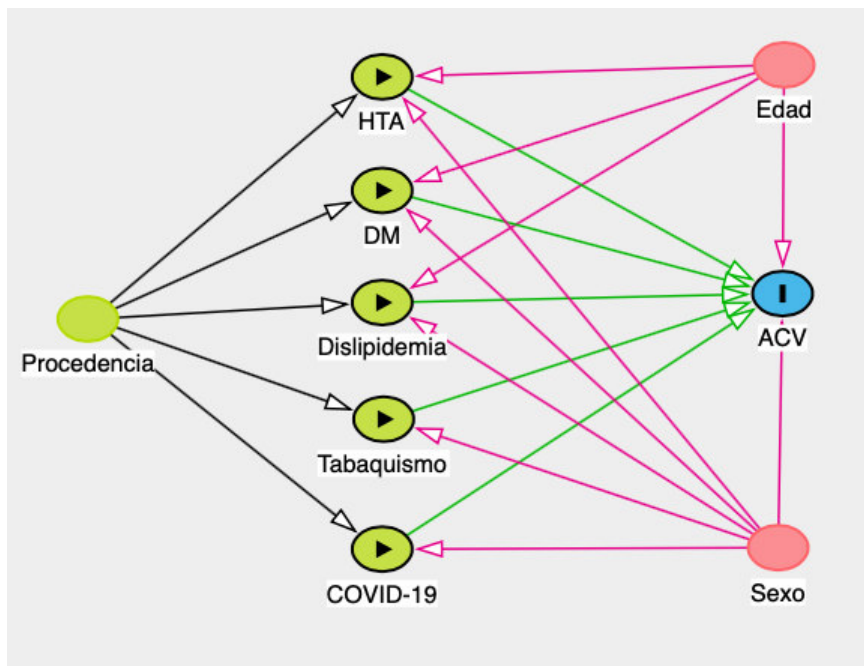 HTA
Edad
DM
Dislipidemia
ACV
Procedencia
Tabaquismo
COVID-19
Sexo